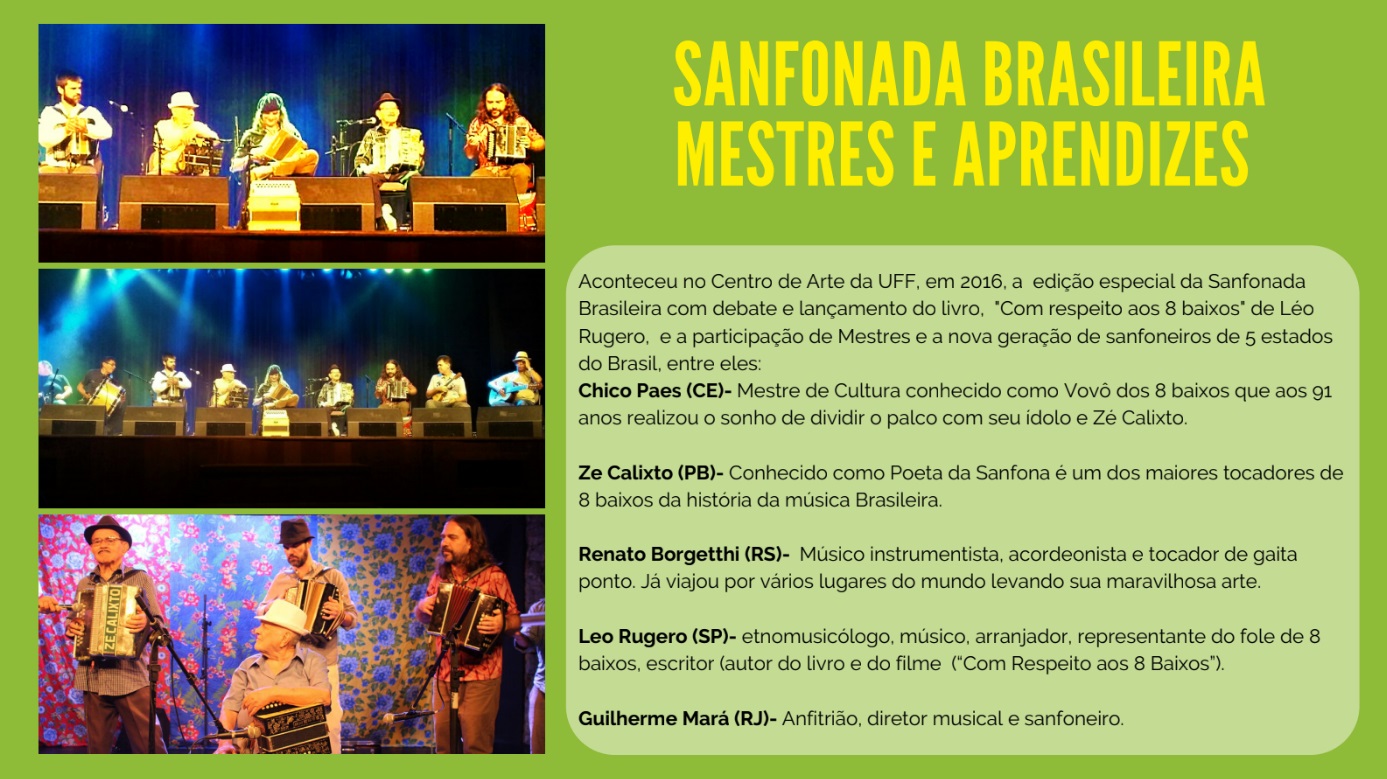 SANFONADA BRASILEIRA
MESTRES E APRENDIZES
Aconteceu no Centro de Arte da UFF, em 2016, a  edição especial da Sanfonada
Brasileira com debate e lançamento do livro,  "Com respeito aos 8 baixos" de Léo
Rugero,  e a participação de Mestres e a nova geração de sanfoneiros de 5 estados
do Brasil, entre eles:
Chico Paes (CE)- Mestre de Cultura conhecido como Vovô dos 8 baixos que aos 91
anos realizou o sonho de dividir o palco com seu ídolo e Zé Calixto.
Ze Calixto (PB)- Conhecido como Poeta da Sanfona é um dos maiores tocadores de
8 baixos da história da música Brasileira.
Renato Borgetthi (RS)-  Músico instrumentista, acordeonista e tocador de gaita
ponto. Já viajou por vários lugares do mundo levando sua maravilhosa arte.
Leo Rugero (SP)- etnomusicólogo, músico, arranjador, representante do fole de 8
baixos, escritor (autor do livro e do filme  (“Com Respeito aos 8 Baixos”).
Guilherme Mará (RJ)- Anfitrião, diretor musical e sanfoneiro.
ZE CALIXTO